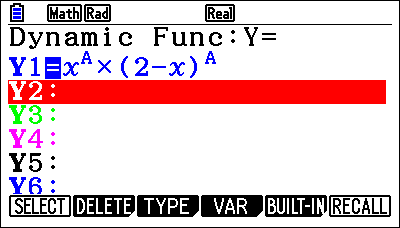 Math Rad Real
Dynamic Func:Y=
Y1=x^A×(2-x)^A
Y2:
Y3:
Y4:
Y5:
Y6:
SELECT DELETE TYPE VAR BUILT-IN RECALL